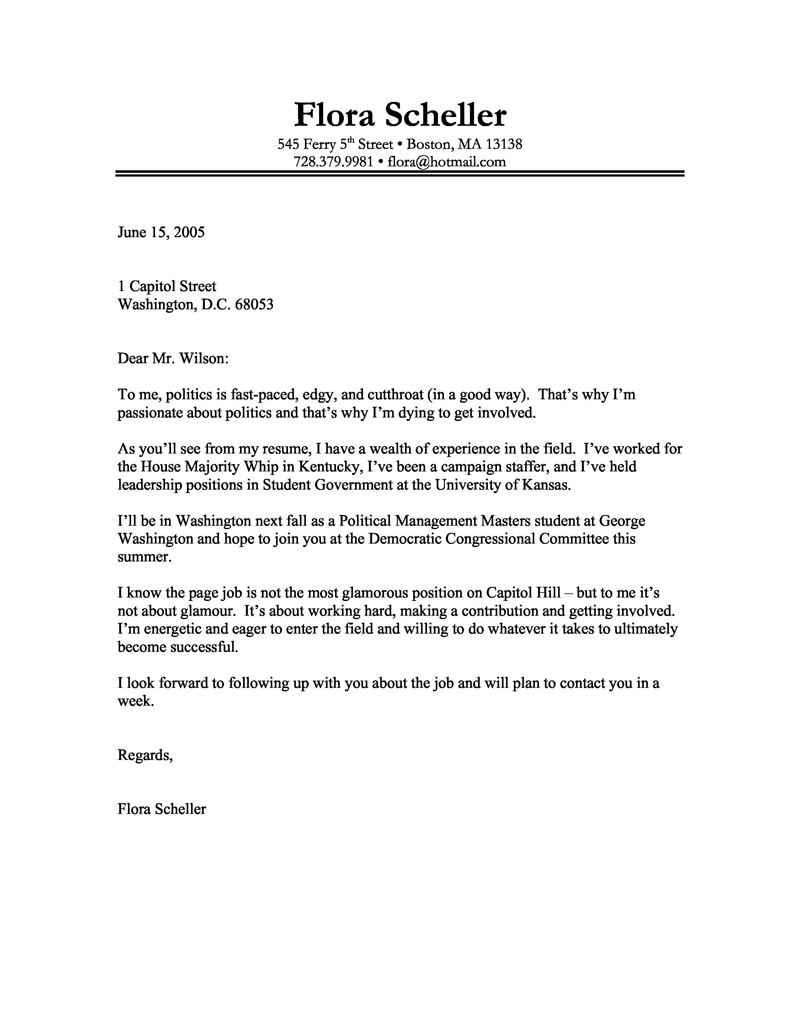 Flora Scheller
545 Ferry 5th Street • Boston, MA 13138
728.379.9981 • flora@hotmail.com
June 15, 2005
1 Capitol Street
Washington, D.C. 68053
Dear Mr. Wilson:
To me, politics is fast-paced, edgy, and cutthroat (in a good way).  That’s why I’m
passionate about politics and that’s why I’m dying to get involved.
As you’ll see from my resume, I have a wealth of experience in the field.  I’ve worked for
the House Majority Whip in Kentucky, I’ve been a campaign staffer, and I’ve held
leadership positions in Student Government at the University of Kansas.
I’ll be in Washington next fall as a Political Management Masters student at George
Washington and hope to join you at the Democratic Congressional Committee this
summer.
I know the page job is not the most glamorous position on Capitol Hill – but to me it’s
not about glamour.  It’s about working hard, making a contribution and getting involved.
I’m energetic and eager to enter the field and willing to do whatever it takes to ultimately
become successful.
I look forward to following up with you about the job and will plan to contact you in a
week.
Regards,
Flora Scheller